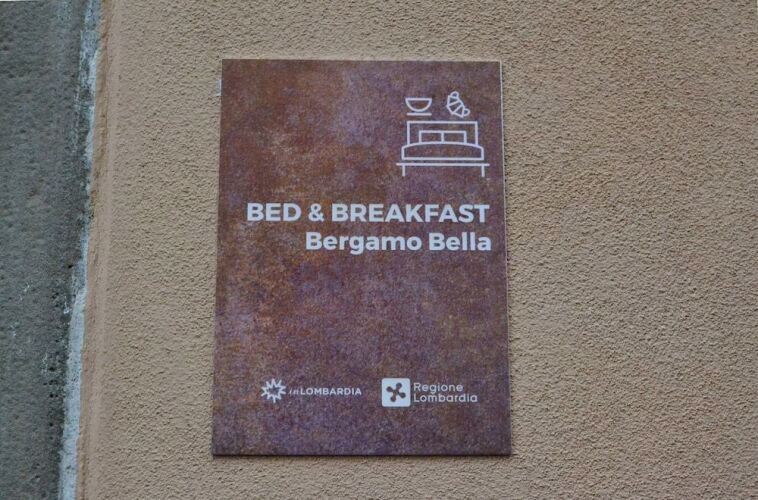 BED & BREAKFAST
Bergamo Bella
inLOMBARDIA
Regione
Lombardia